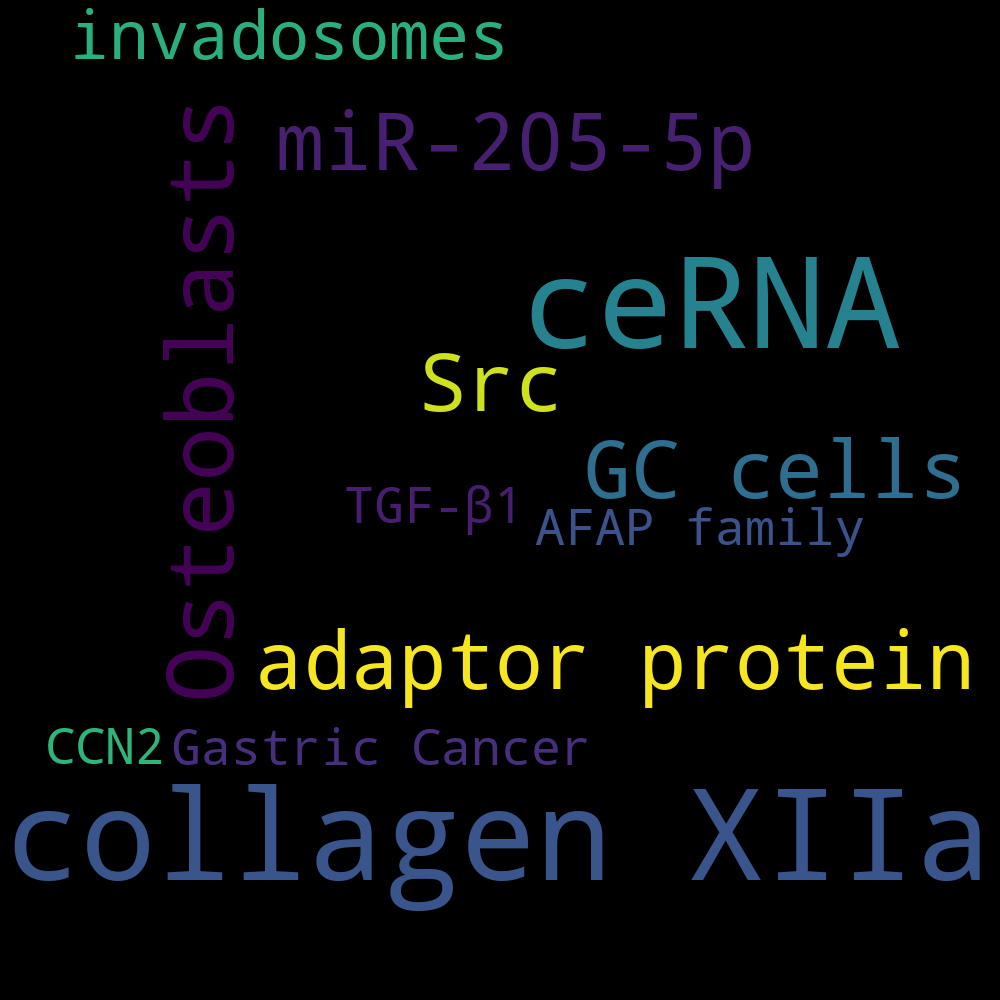 invadosomes
miR-205-5p
Osteoblasts
ceRNA
Src
GC cells
TGF-β1
AFAP family
adaptor protein
CCN2
Gastric Cancer
collagen XIIa